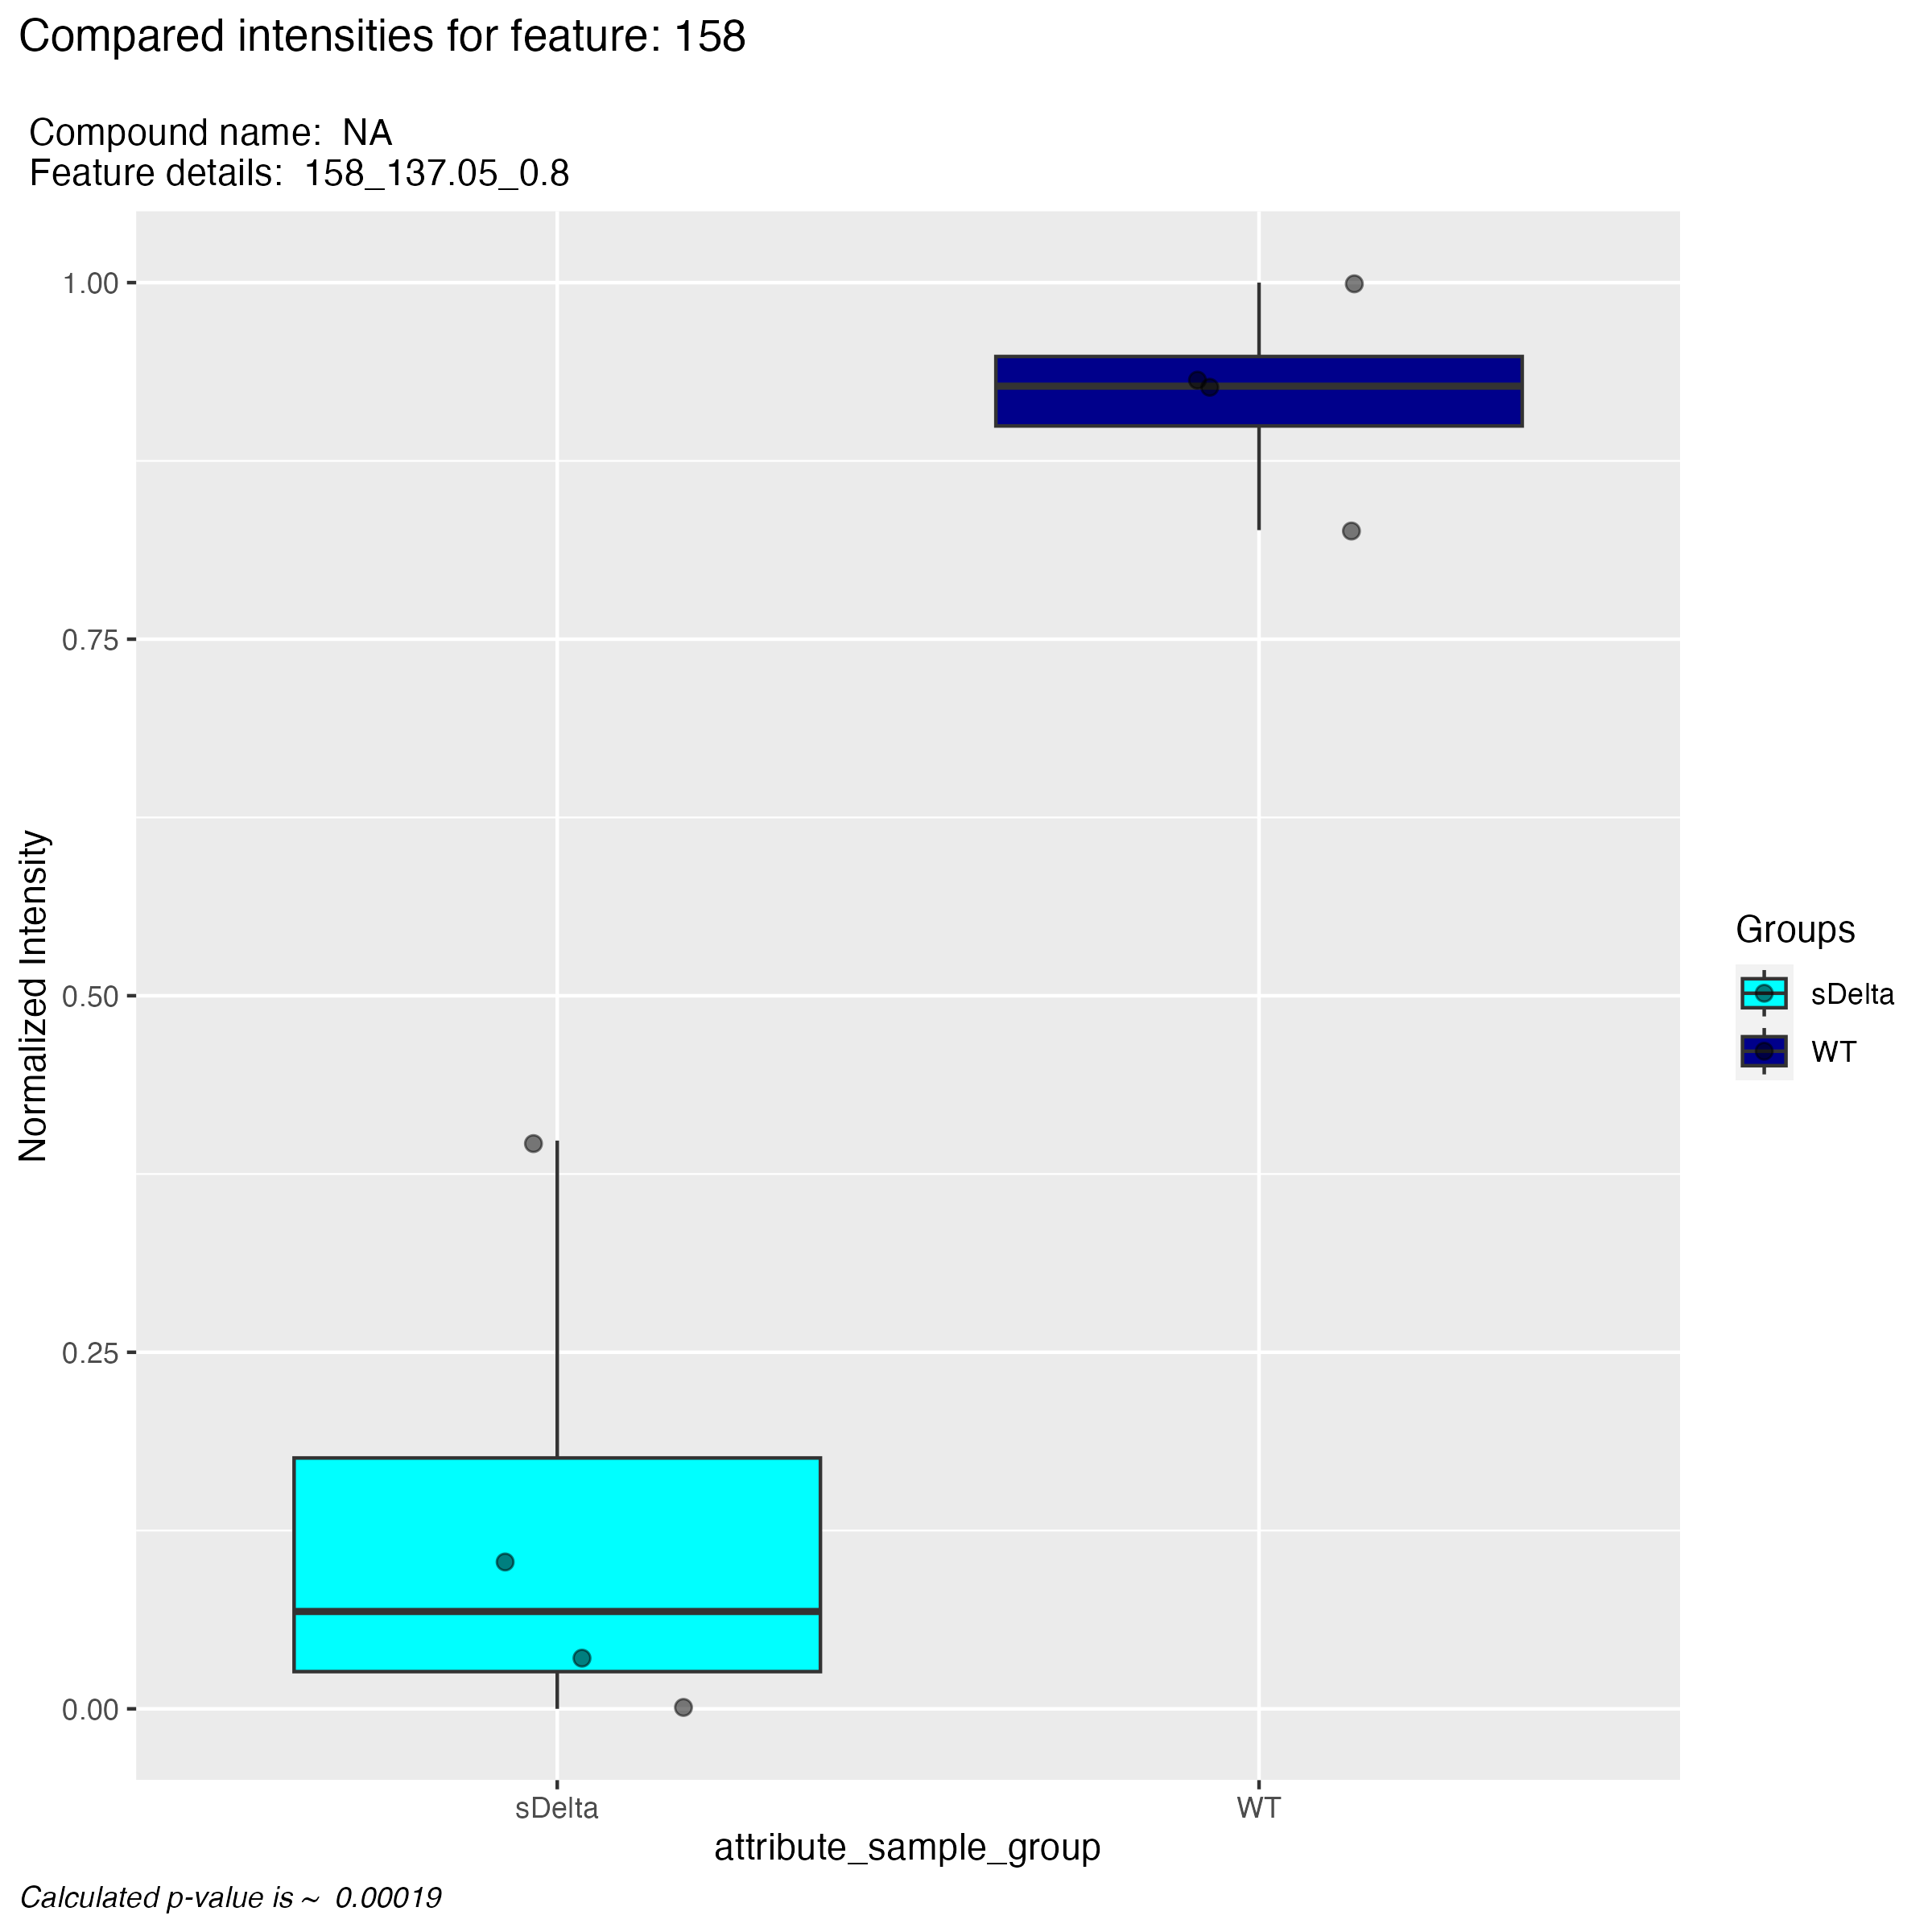 Compared intensities for feature: 158
Compound name: NA
Feature details: 158_137.05_0.8
Normalized Intensity
1.00
0.75
0.50
0.25
0.00
sDelta
WT
attribute_sample_group
Groups
sDelta
WT
Calculated p-value is ~ 0.00019